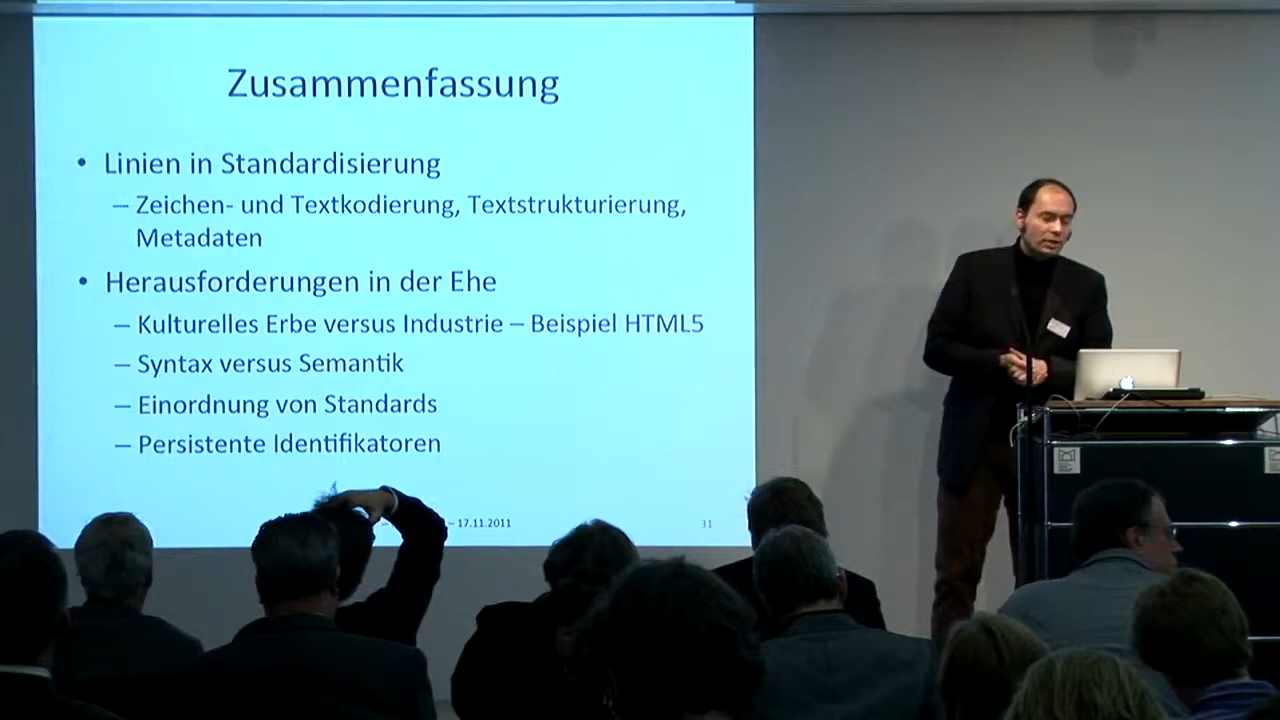 Zusammenfassung
• Linien in Standardisierung
– Zeichen- und Textkodierung, Textstrukturierung,
Metadaten
• Herausforderungen in der Ehe
– Kulturelles Erbe versus Industrie – Beispiel HTML5
– Syntax versus Semantik
– Einordnung von Standards
– Persistente Identifikatoren
– 17.11.2011
31